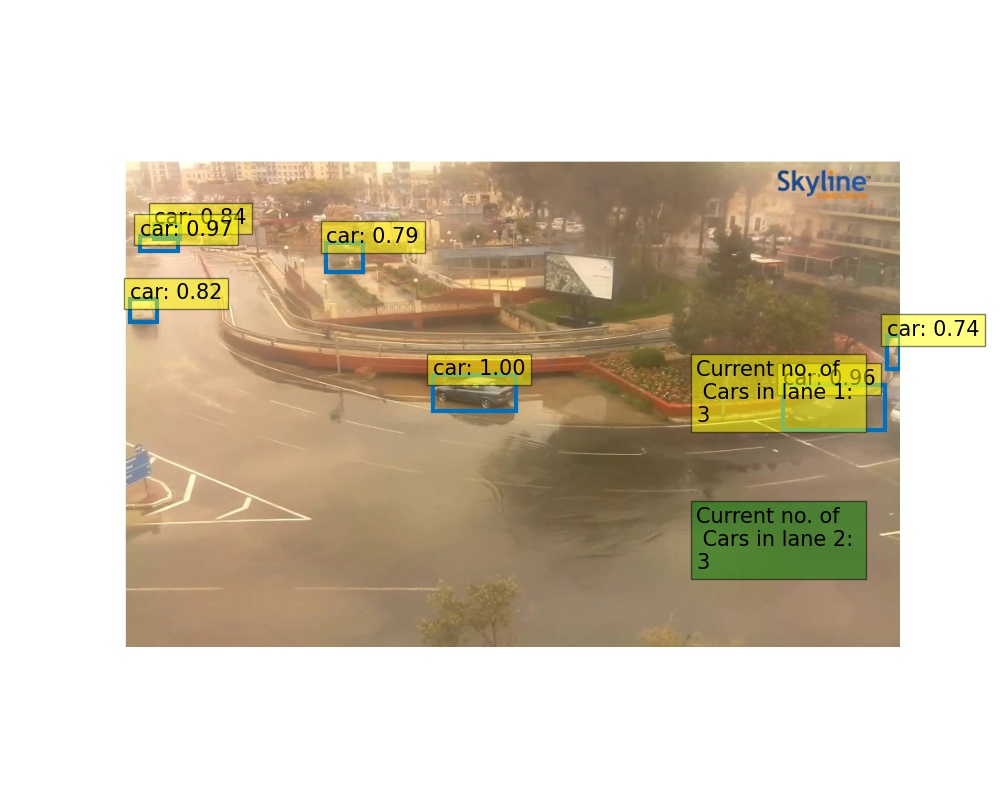 Skyline
car: 0.84
car: 0.97
car: 0.79
car: 0.82
car: 0.74
car: 1.00
car: 0.96
Current no. of
Cars in lane 1:
3
Current no. of
Cars in lane 2:
3